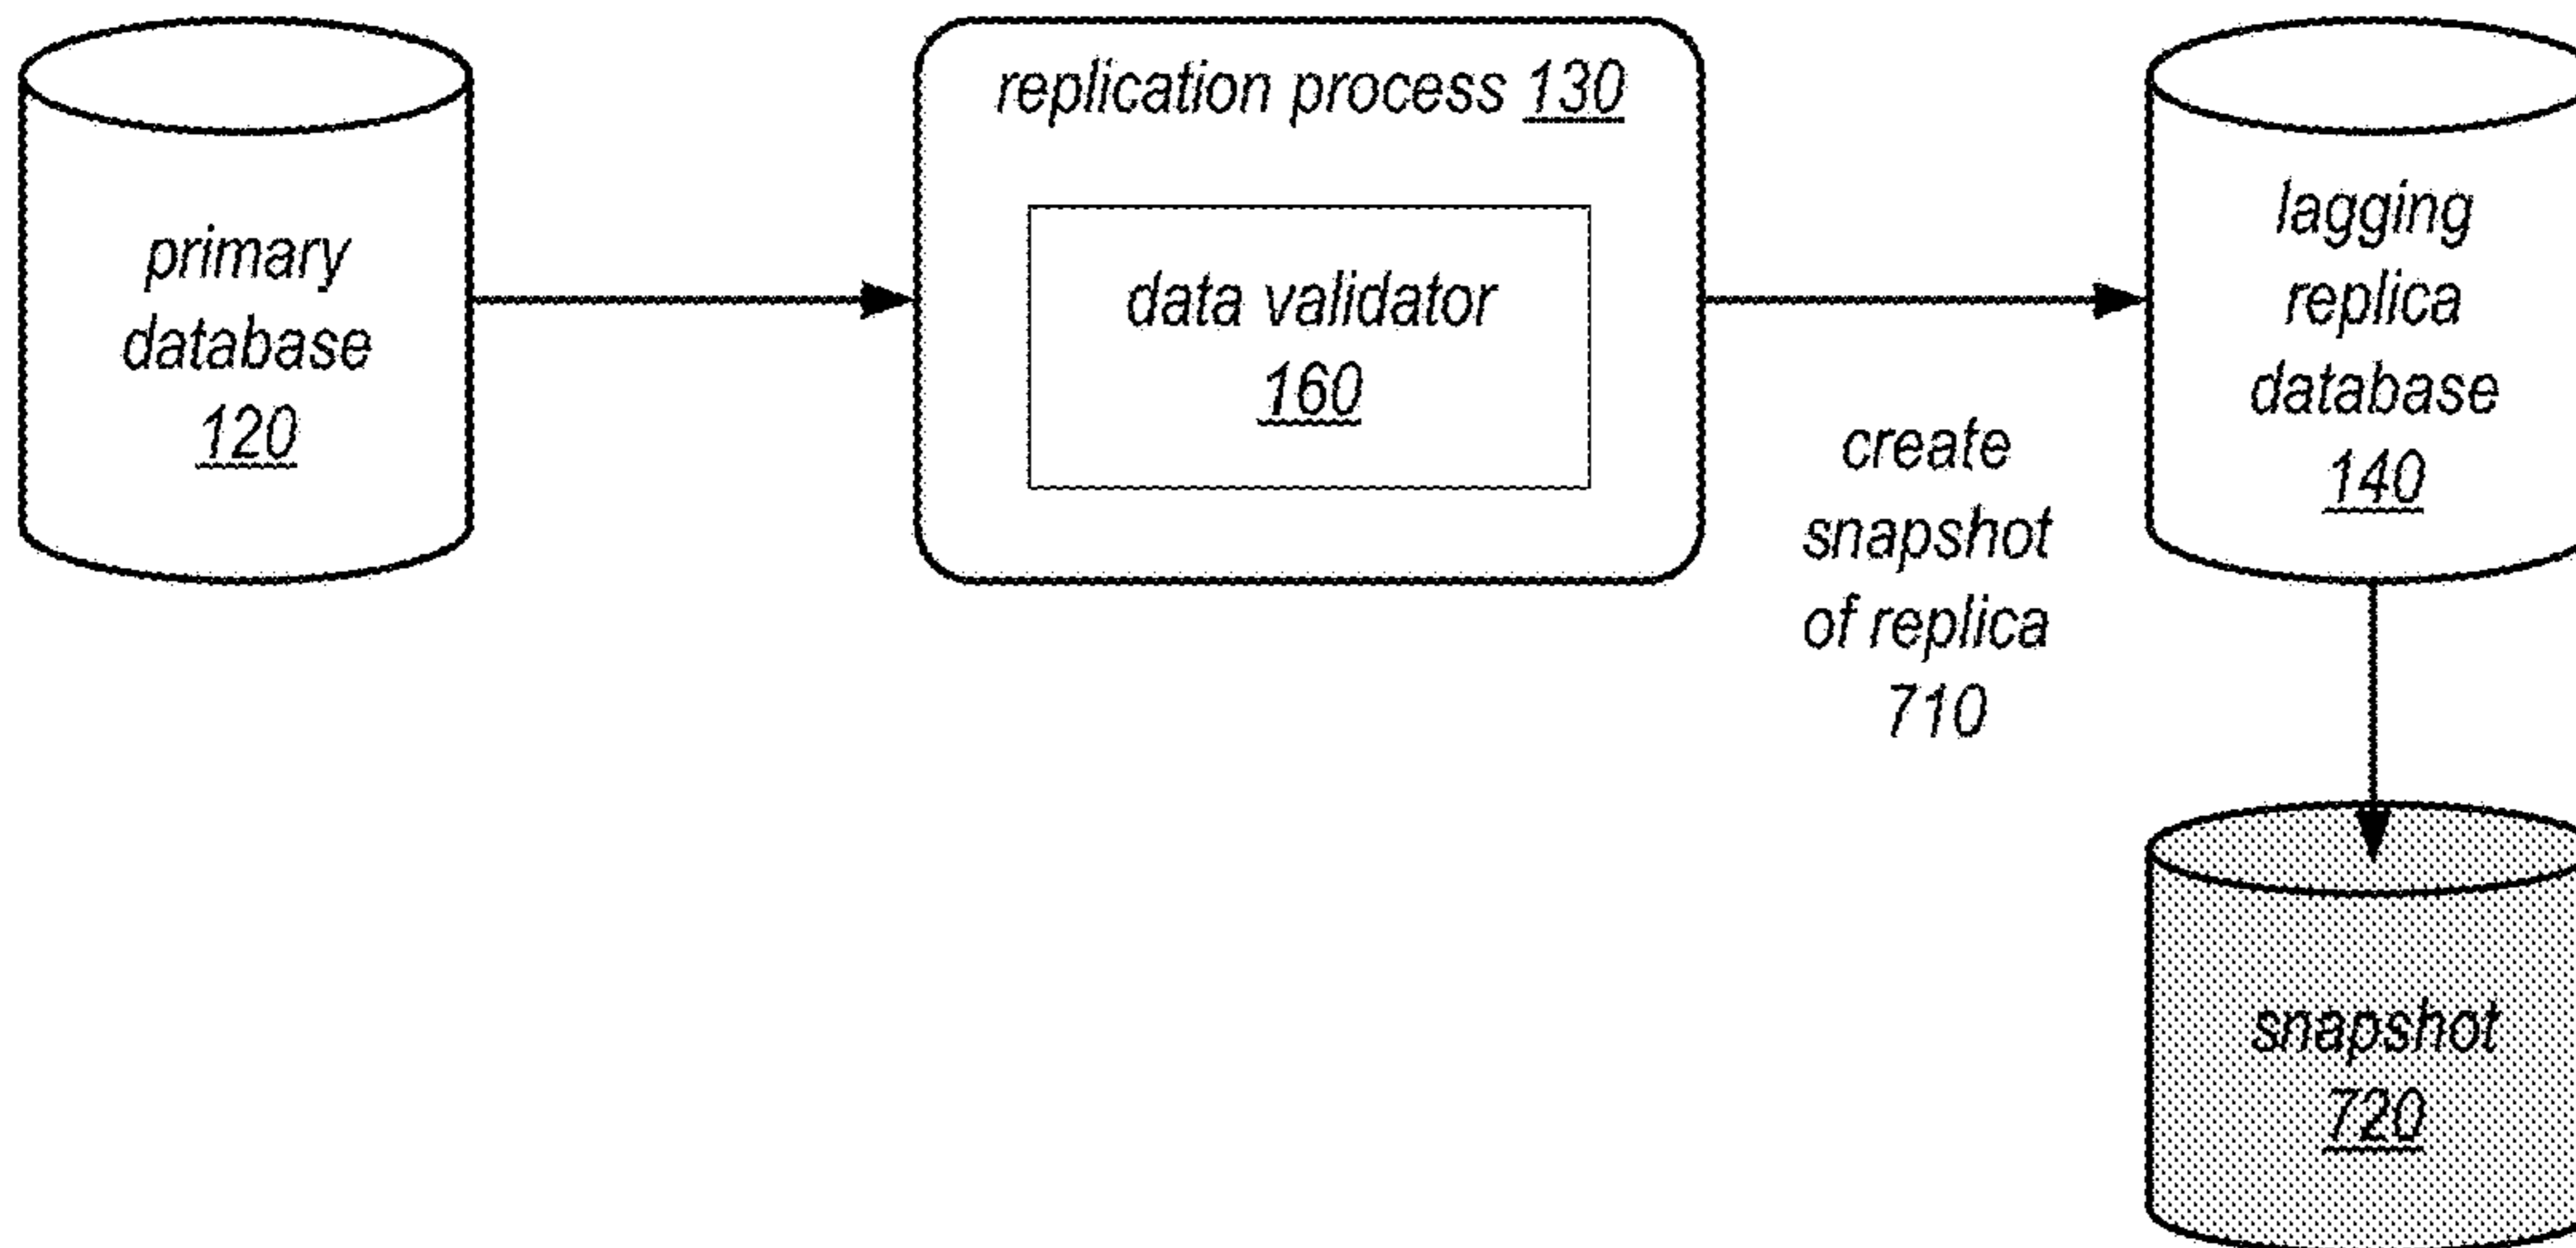 primary
database
120
replication process 130
data validator
160
create
snapshot
of replica
710
lagging
replica
database
140
snapshot
720